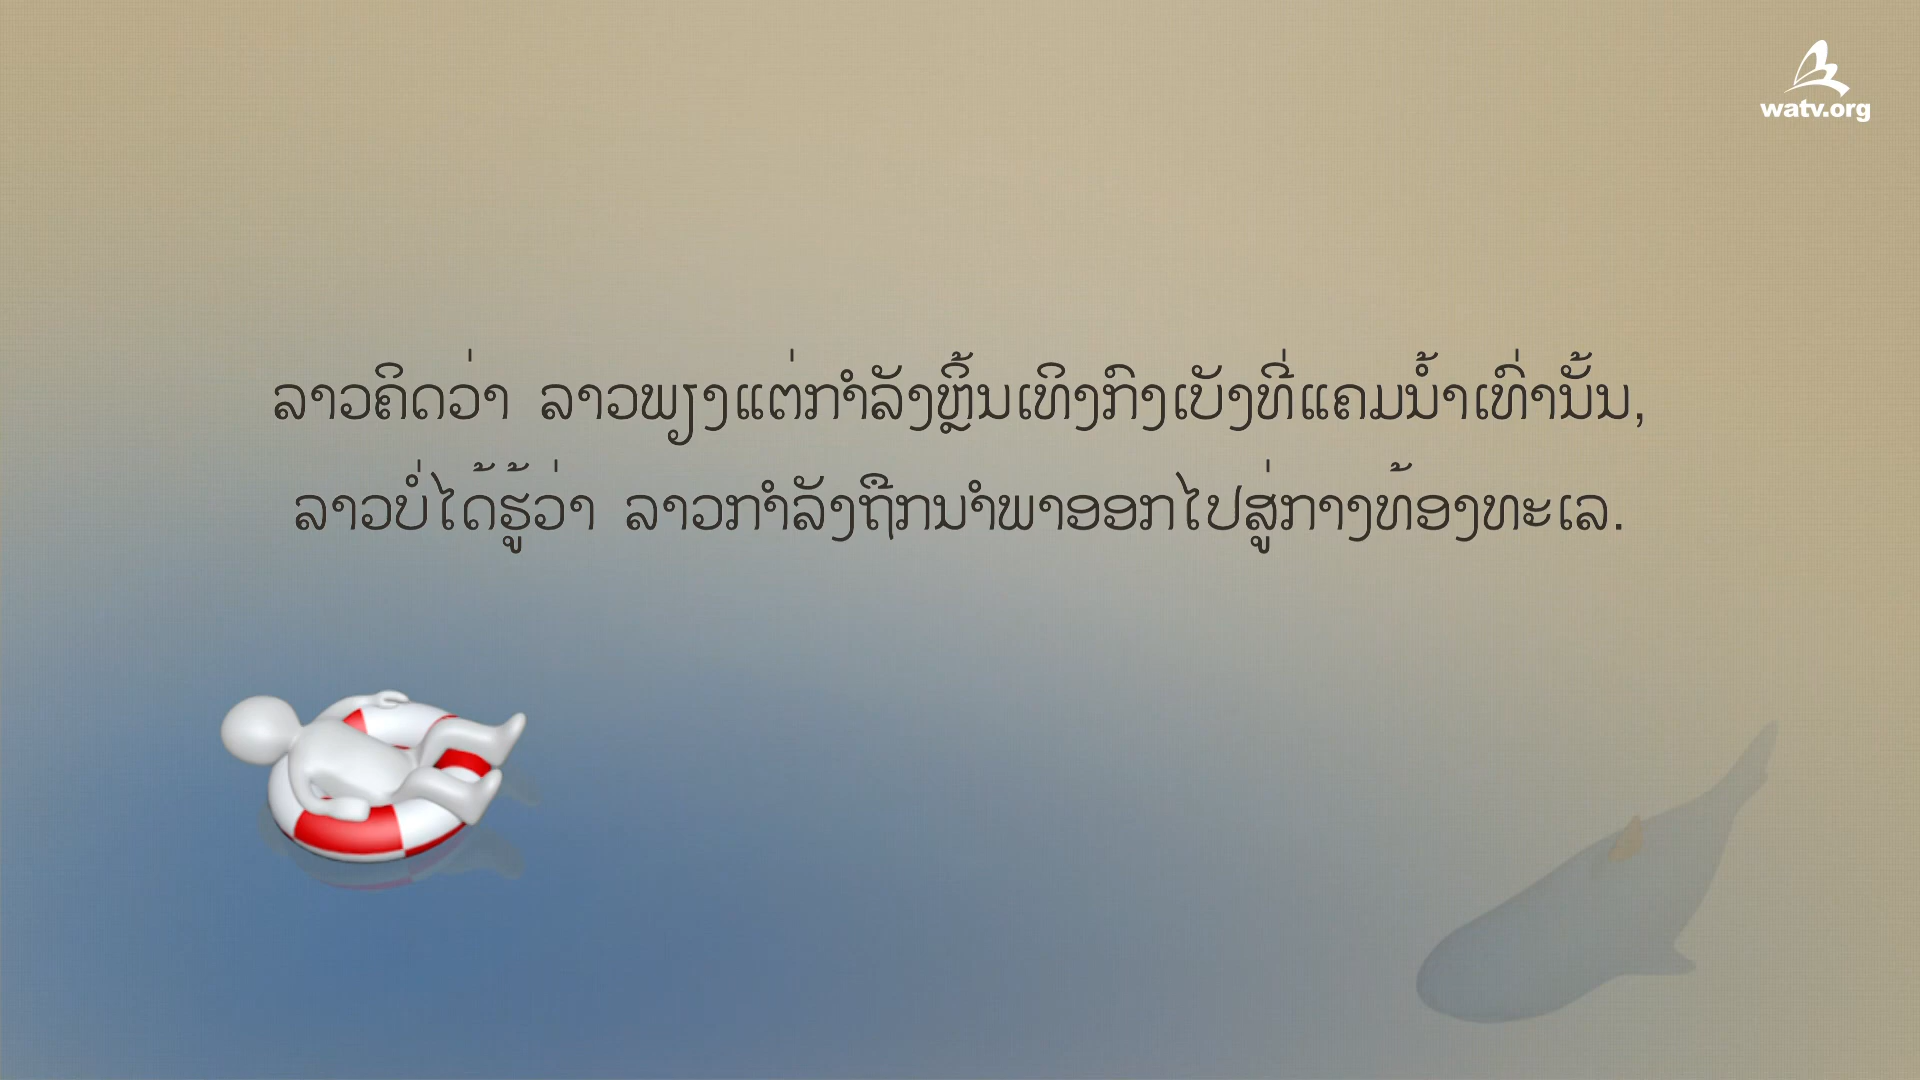 watv.org
ລາວຄິດວ່າ ລາວພຽງແຕ່ກຳລັງຫຼິ້ນເທິງກົງເບັງທີ່ແຄມນ້ຳເທົ່ານັ້ນ,
ລາວບໍ່ໄດ້ຮູ້ວ່າ ລາວກຳລັງຖືກນຳພາອອກໄປສູ່ກາງທ້ອງທະເລ.